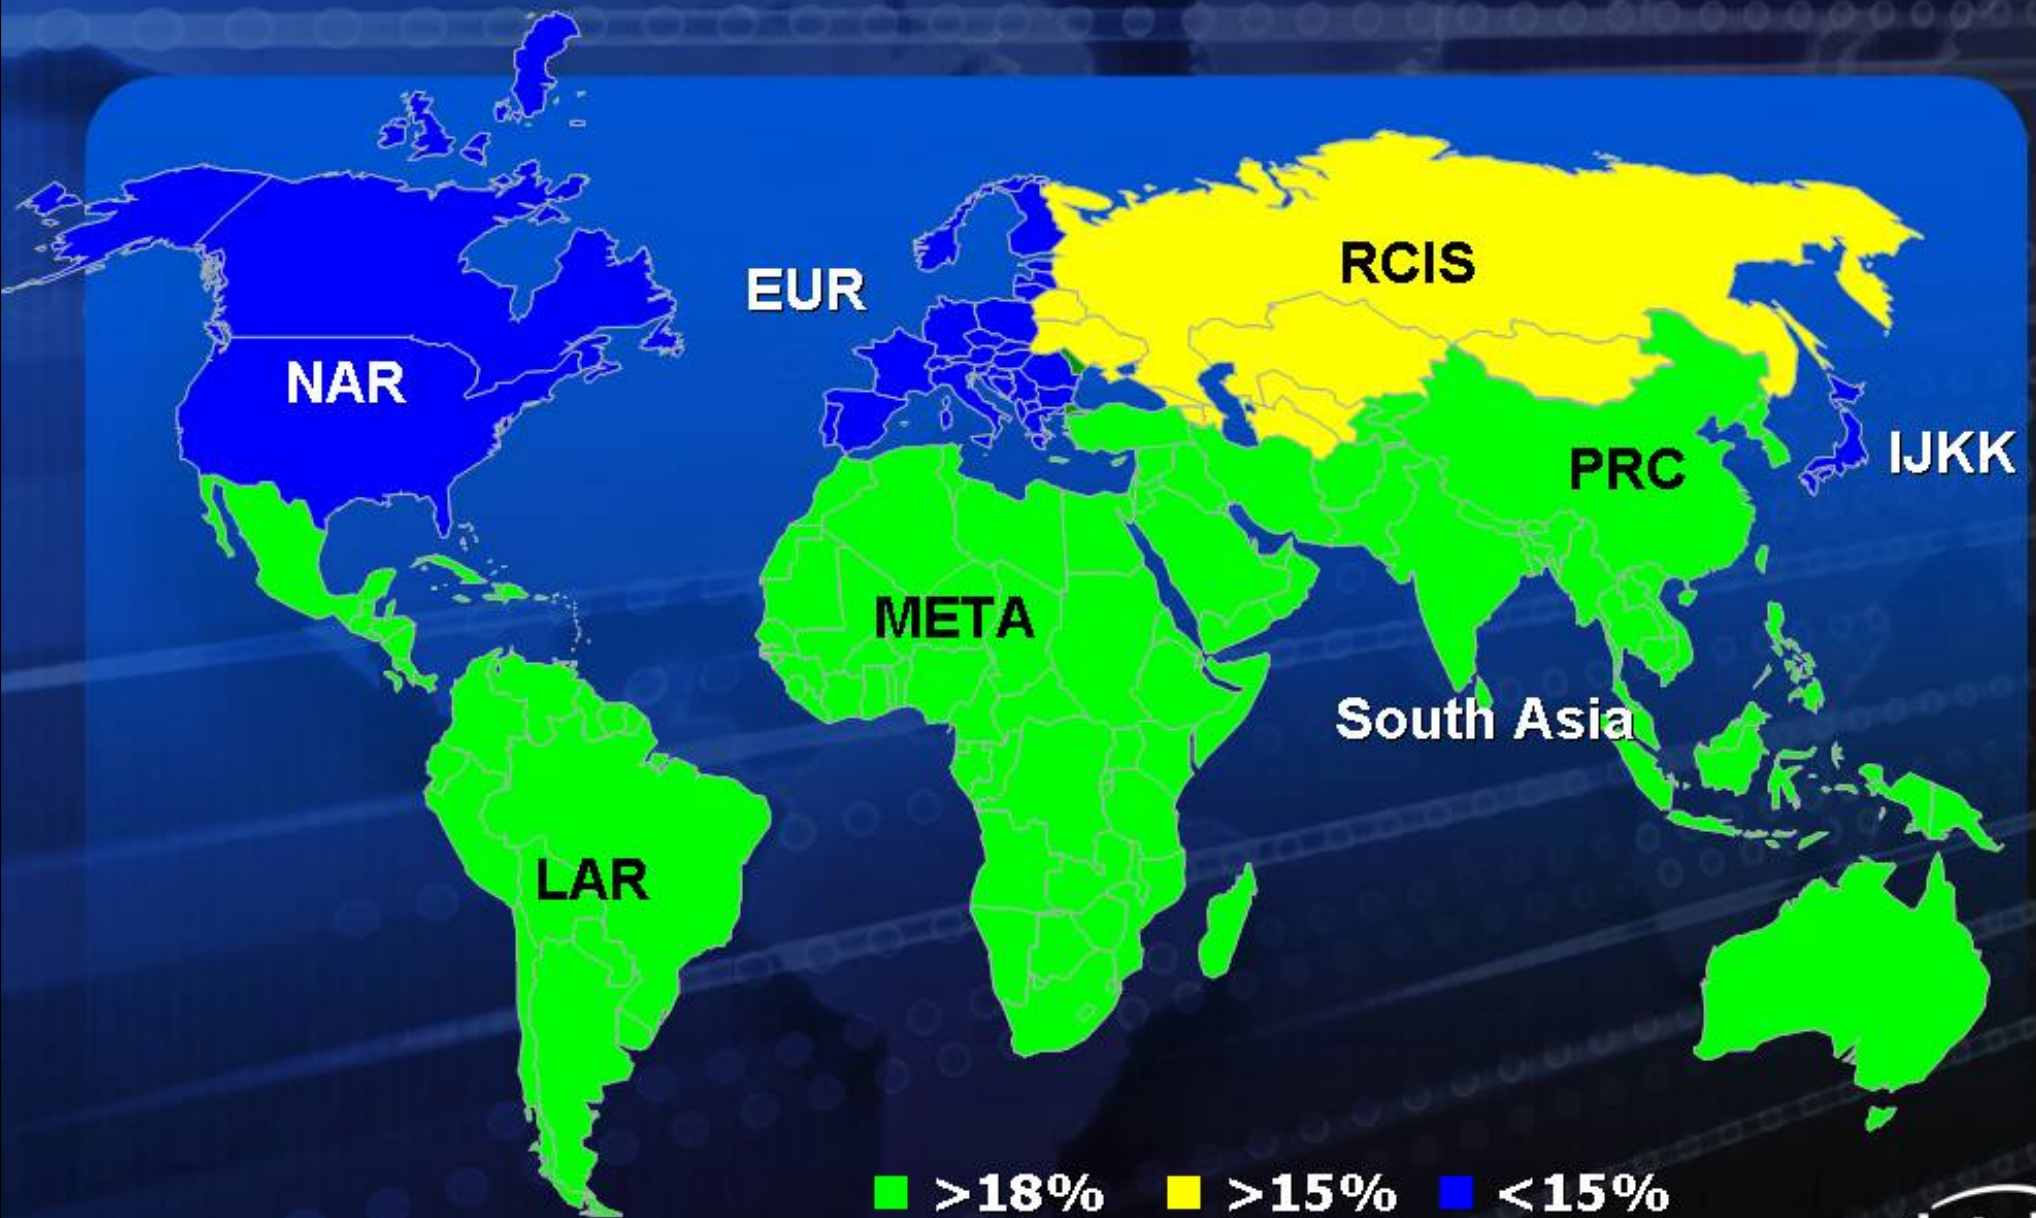 RCIS
EUR
NAR
IJKK
PRC
META
South Asia
LAR
>18% >15% <15%